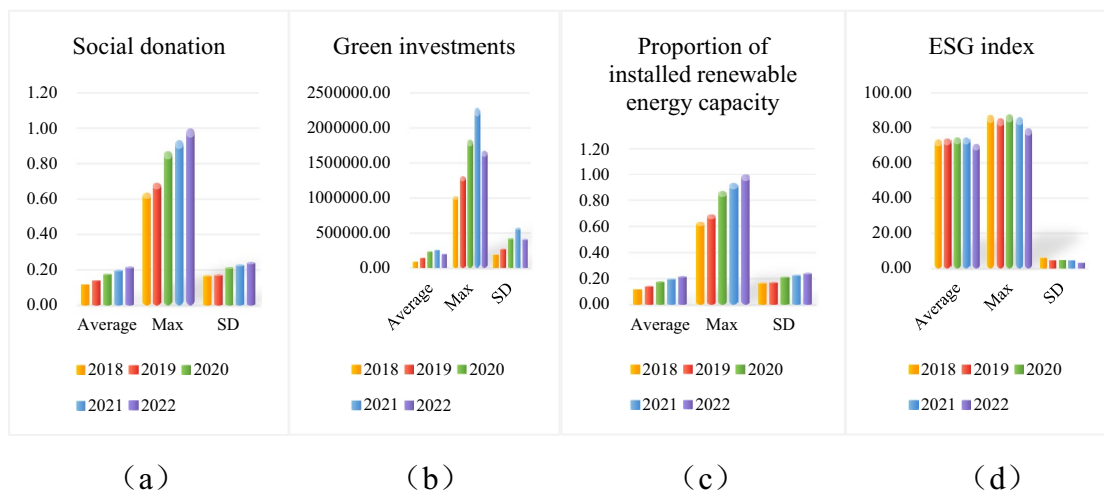 Social donation
1.20
1.00
0.80
0.60
0.40
0.20
0.00
Average Max SD
2018 2019 2020
2021 2022
(a)
Green investments
2500000.00
2000000.00
1500000.00
1000000.00
500000.00
0.00
Average Max SD
2018 2019 2020
2021 2022
(b)
Proportion of
installed renewable
energy capacity
1.20
1.00
0.80
0.60
0.40
0.20
0.00
Average Max SD
2018 2019 2020
2021 2022
(c)
ESG index
100.00
80.00
60.00
40.00
20.00
0.00
Average Max SD
2018 2019 2020
2021 2022
(d)